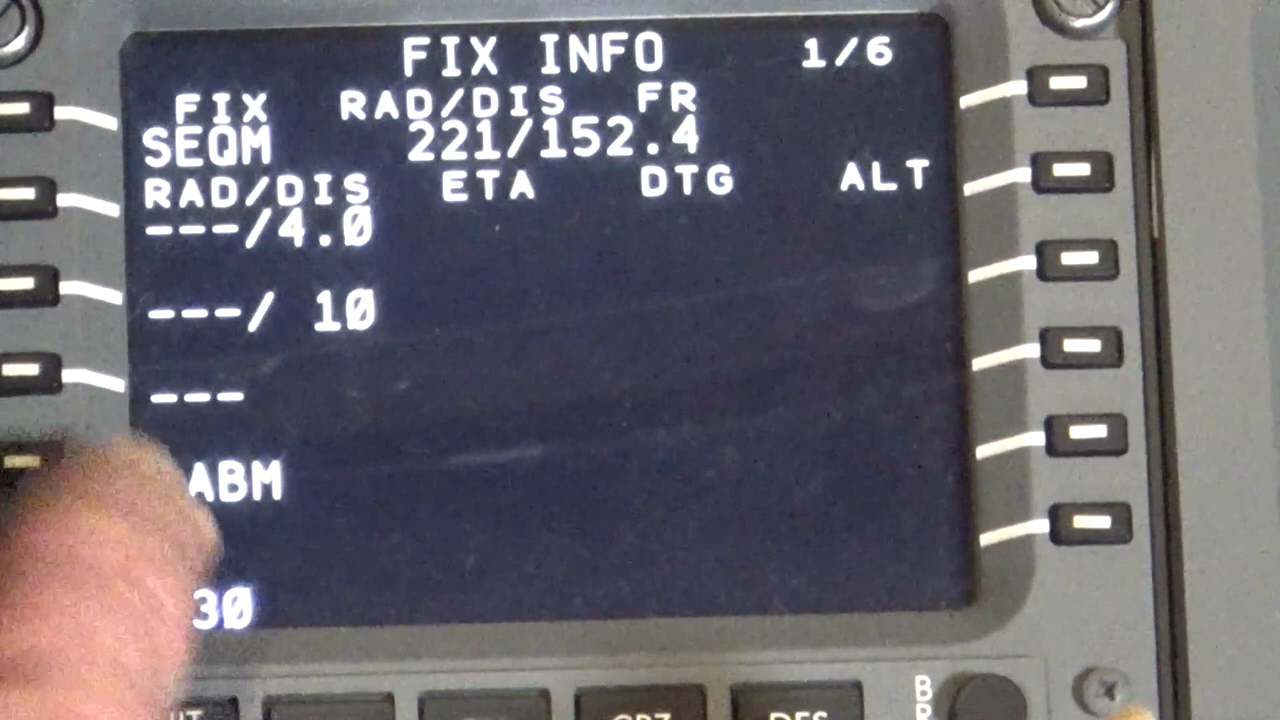 FIX INFO 1/6
FIX RAD/DIS FR
SEQM 221/152.4
RAD/DIS ETA DTG ALT
---/4.0
---/ 10
---
ABM
30